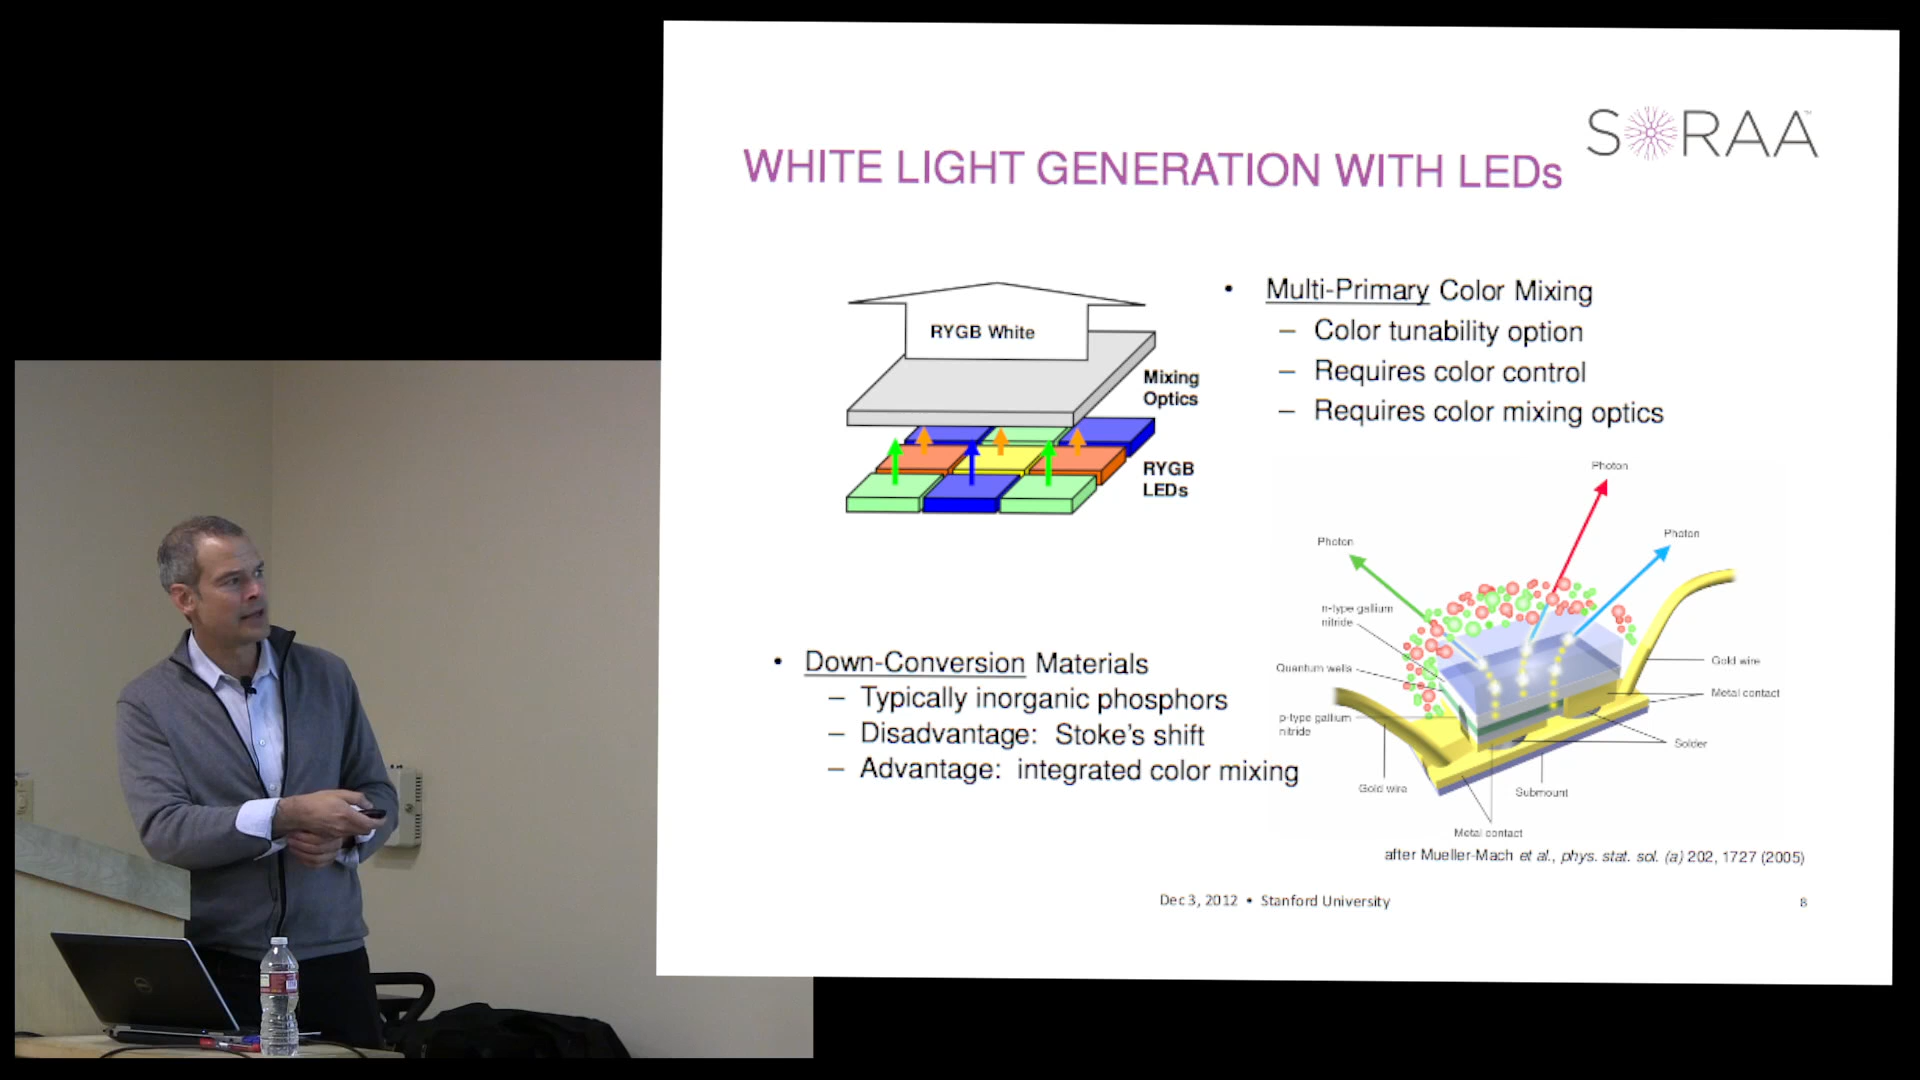 SORAA
WHITE LIGHT GENERATION WITH LEDs
RYGB White
Mixing
Optics
RYGB
LEDs
• Multi-Primary Color Mixing
– Color tunability option
– Requires color control
– Requires color mixing optics
• Down-Conversion Materials
– Typically inorganic phosphors
– Disadvantage: Stoke's shift
– Advantage: integrated color mixing
Photon
Photon
Photon
n-type gallium
nitride
Quantum wells
p-type gallium
nitride
Gold wire
Metal contact
Solder
Gold wire
Submount
Metal contact
after Mueller-Mach et al., phys. stat. sol. (a) 202, 1727 (2005)
Dec 3, 2012 • Stanford University
8